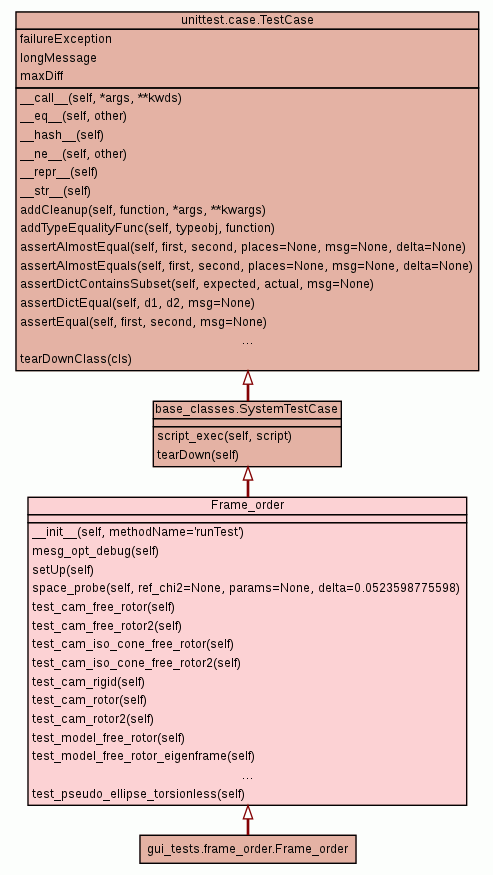 unittest.case.TestCase
failureException
longMessage
maxDiff
__call__(self, *args, **kwds)
__eq__(self, other)
__hash__(self)
__ne__(self, other)
__repr__(self)
__str__(self)
addCleanup(self, function, *args, **kwargs)
addTypeEqualityFunc(self, typeobj, function)
assertAlmostEqual(self, first, second, places=None, msg=None, delta=None)
assertAlmostEquals(self, first, second, places=None, msg=None, delta=None)
assertDictContainsSubset(self, expected, actual, msg=None)
assertDictEqual(self, d1, d2, msg=None)
assertEqual(self, first, second, msg=None)
...
tearDownClass(cls)
base_classes.SystemTestCase
script_exec(self, script)
tearDown(self)
Frame_order
__init__(self, methodName='runTest')
mesg_opt_debug(self)
setUp(self)
space_probe(self, ref_chi2=None, params=None, delta=0.0523598775598)
test_cam_free_rotor(self)
test_cam_free_rotor2(self)
test_cam_iso_cone_free_rotor(self)
test_cam_iso_cone_free_rotor2(self)
test_cam_rigid(self)
test_cam_rotor(self)
test_cam_rotor2(self)
test_model_free_rotor(self)
test_model_free_rotor_eigenframe(self)
...
test_pseudo_ellipse_torsionless(self)
gui_tests.frame_order.Frame_order